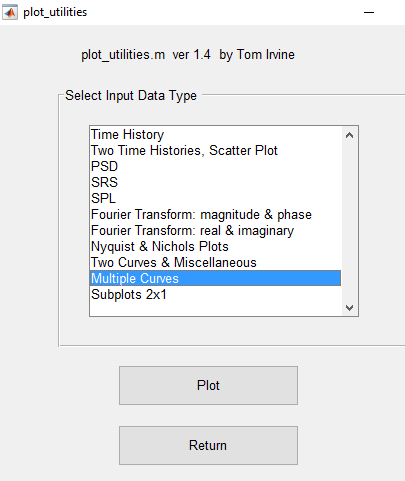 plot_utilities
plot_utilities.m ver 1.4 by Tom Irvine
Select Input Data Type
Time History
Two Time Histories, Scatter Plot
PSD
SRS
SPL
Fourier Transform: magnitude & phase
Fourier Transform: real & imaginary
Nyquist & Nichols Plots
Two Curves & Miscellaneous
Multiple Curves
Subplots 2x1
Plot
Return